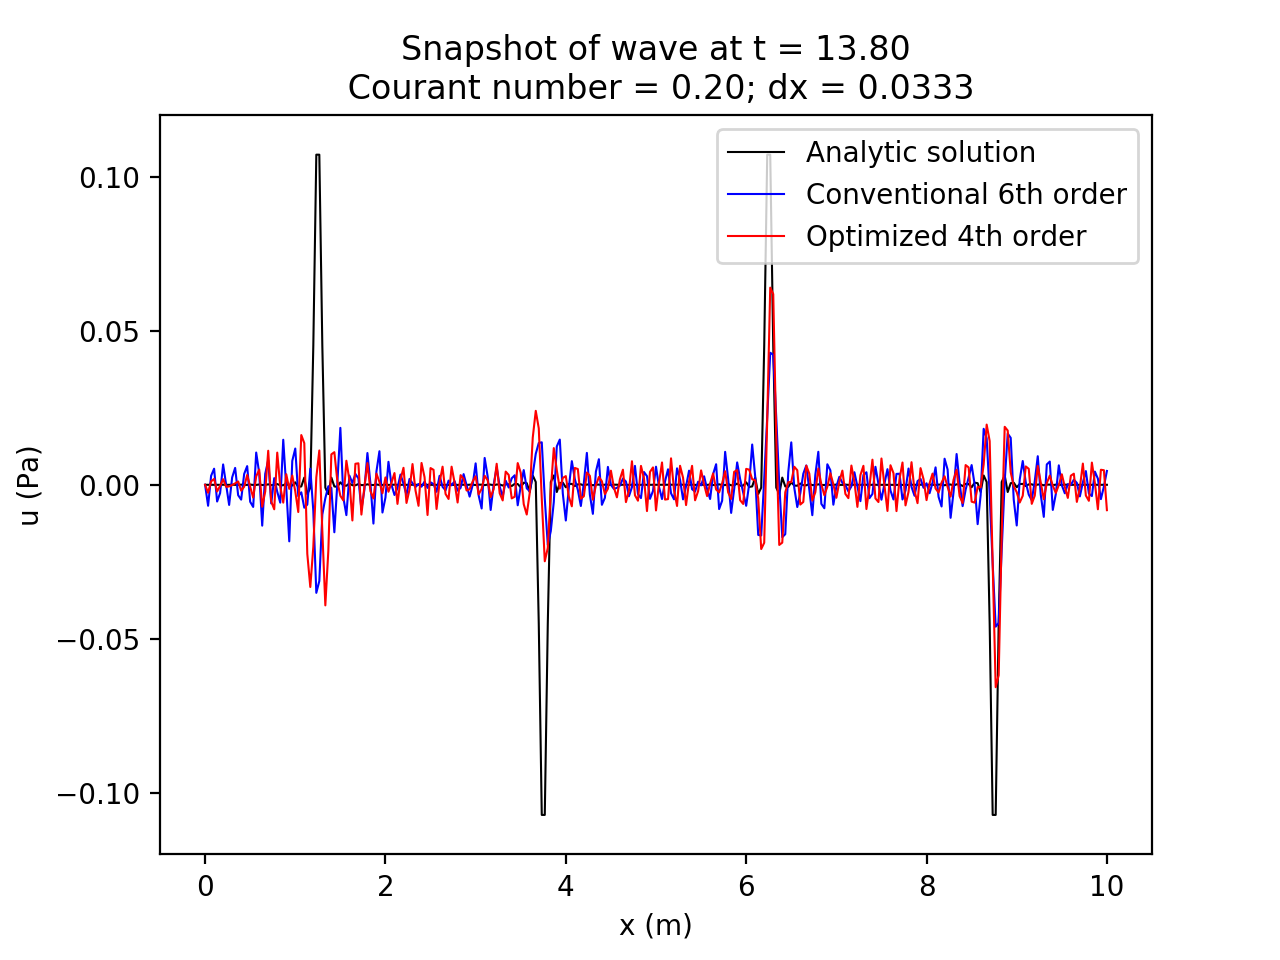 Snapshot of wave at t = 13.80
Courant number = 0.20; dx = 0.0333
Analytic solution
Conventional 6th order
Optimized 4th order
0.10
0.05
0.00
−0.05
−0.10
u (Pa)
0 2 4 6 8 10
x (m)